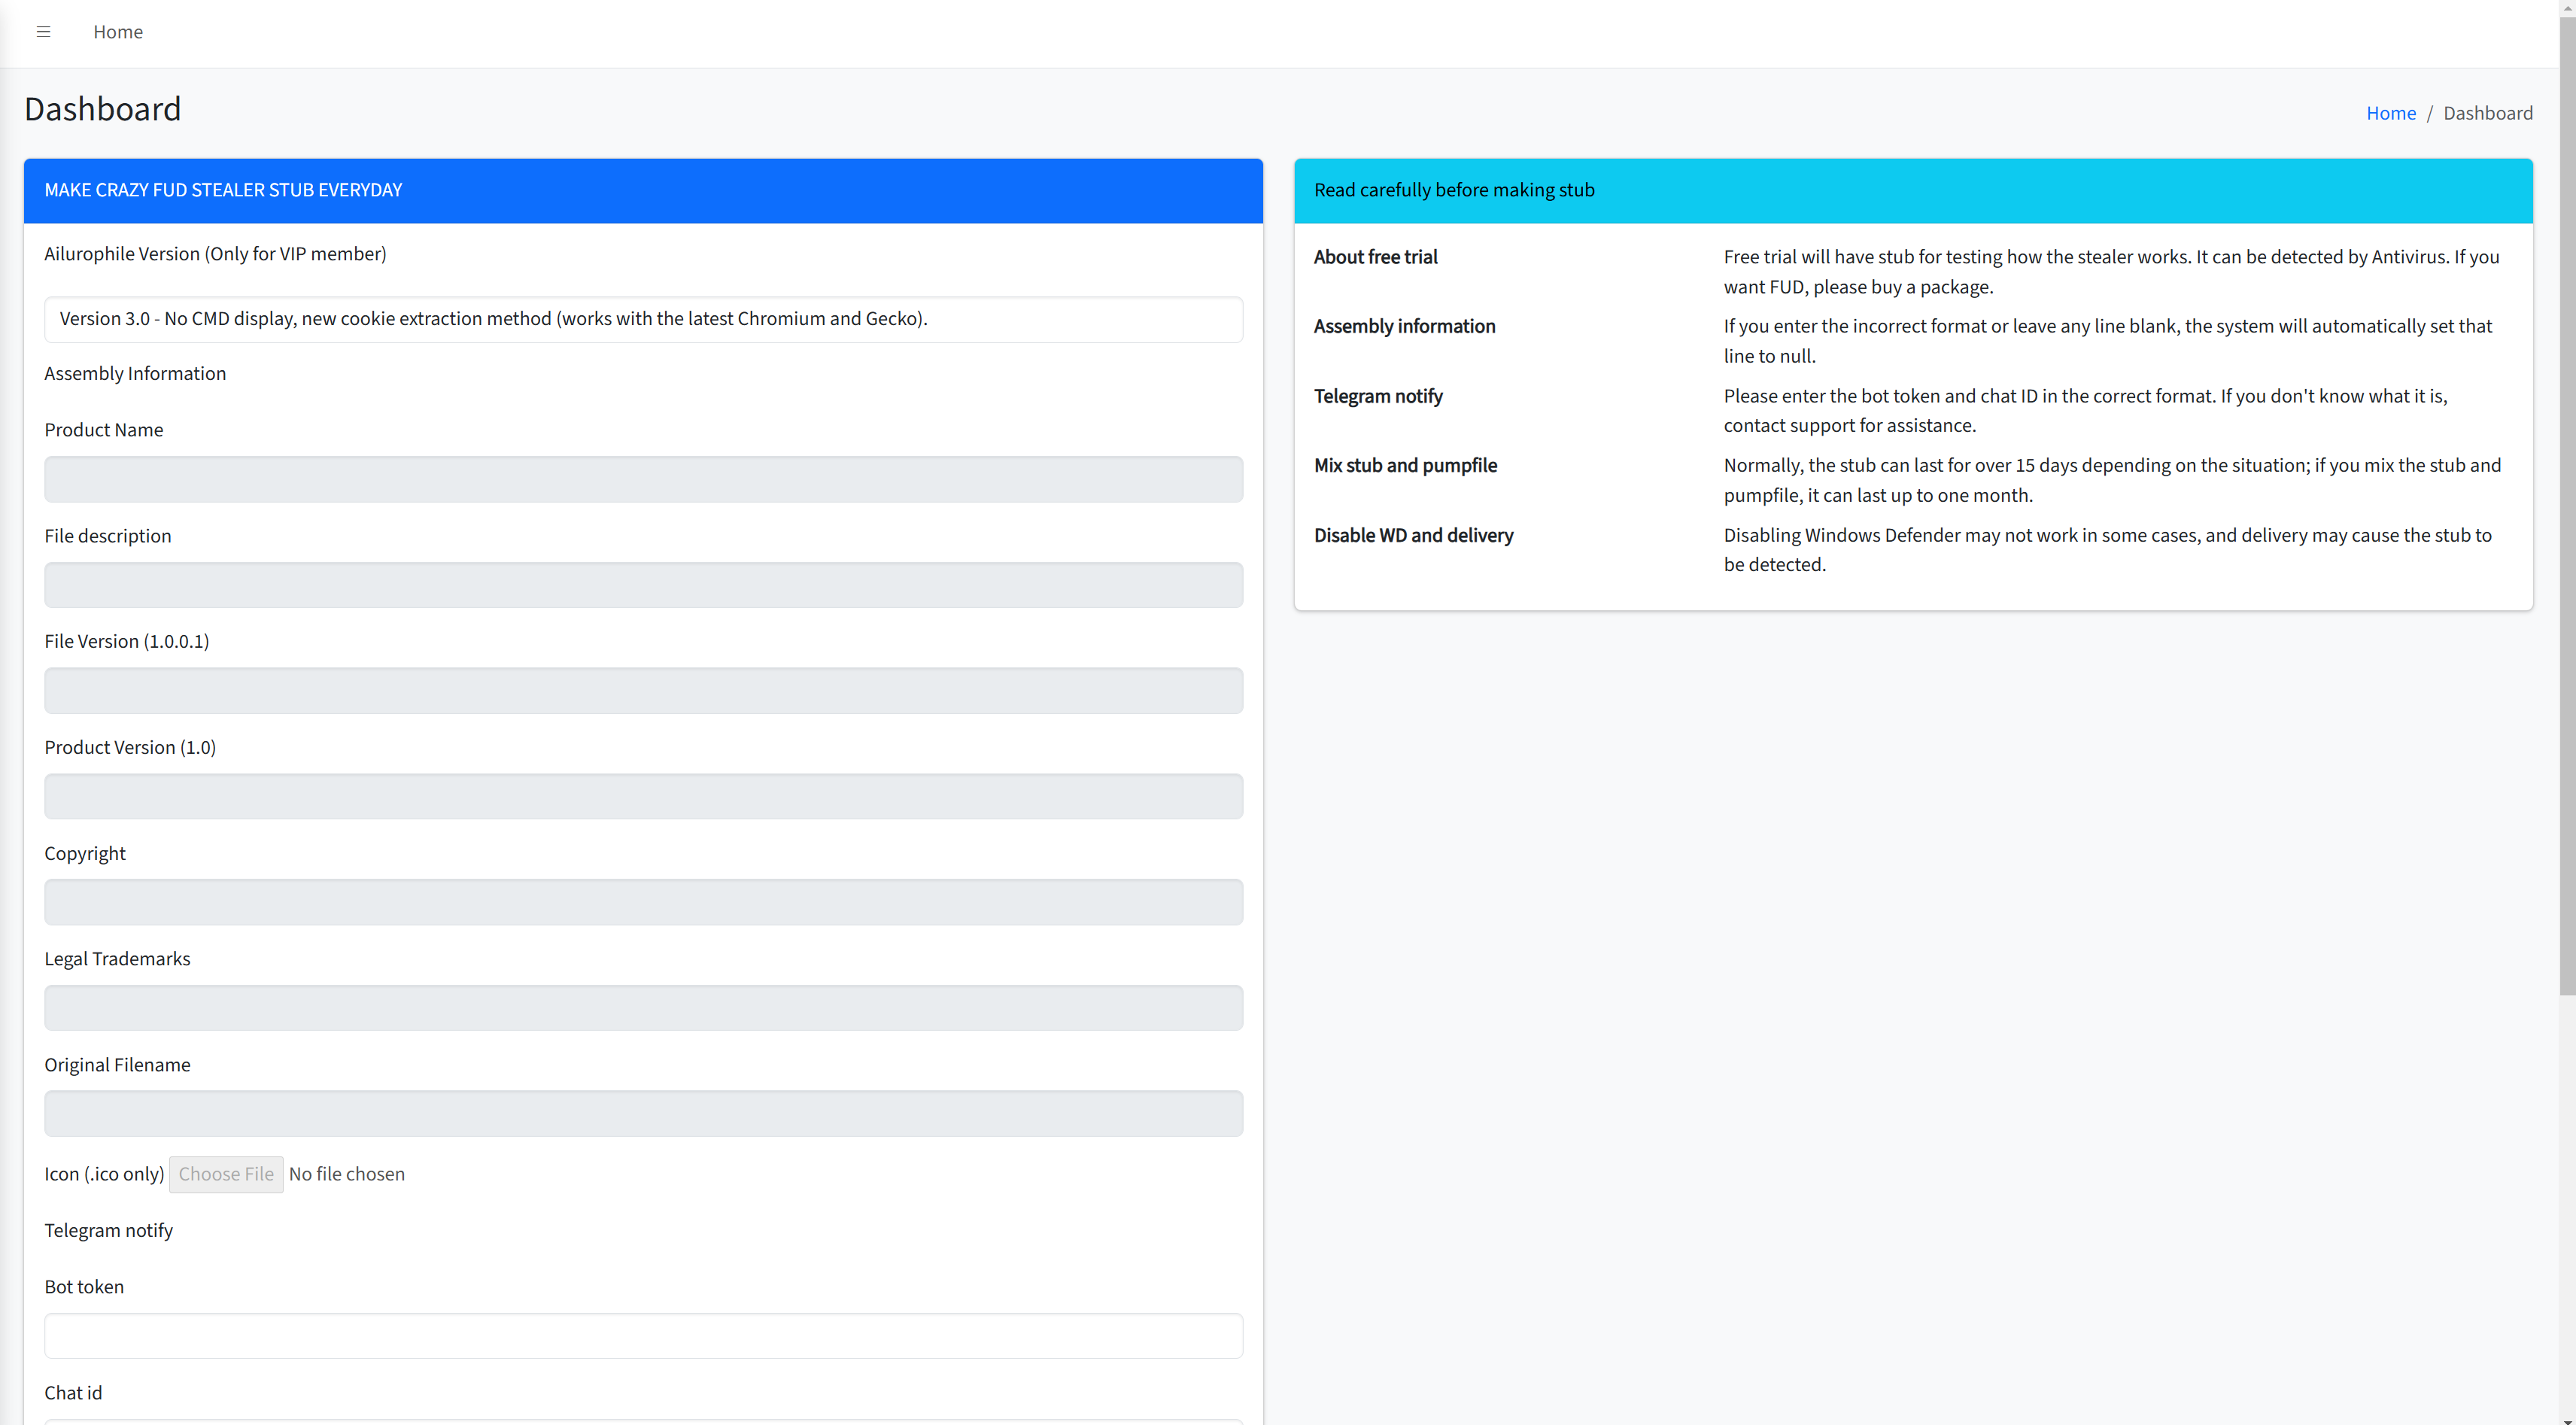 Home
Dashboard
Home / Dashboard
MAKE CRAZY FUD STEALER STUB EVERYDAY
Ailurophile Version (Only for VIP member)
Version 3.0 - No CMD display, new cookie extraction method (works with the latest Chromium and Gecko).
Assembly Information
Product Name
File description
File Version (1.0.0.1)
Product Version (1.0)
Copyright
Legal Trademarks
Original Filename
Icon (.ico only) Choose File No file chosen
Telegram notify
Bot token
Chat id
Read carefully before making stub
About free trial
Free trial will have stub for testing how the stealer works. It can be detected by Antivirus. If you
want FUD, please buy a package.
Assembly information
If you enter the incorrect format or leave any line blank, the system will automatically set that
line to null.
Telegram notify
Please enter the bot token and chat ID in the correct format. If you don't know what it is,
contact support for assistance.
Mix stub and pumpfile
Normally, the stub can last for over 15 days depending on the situation; if you mix the stub and
pumpfile, it can last up to one month.
Disable WD and delivery
Disabling Windows Defender may not work in some cases, and delivery may cause the stub to
be detected.